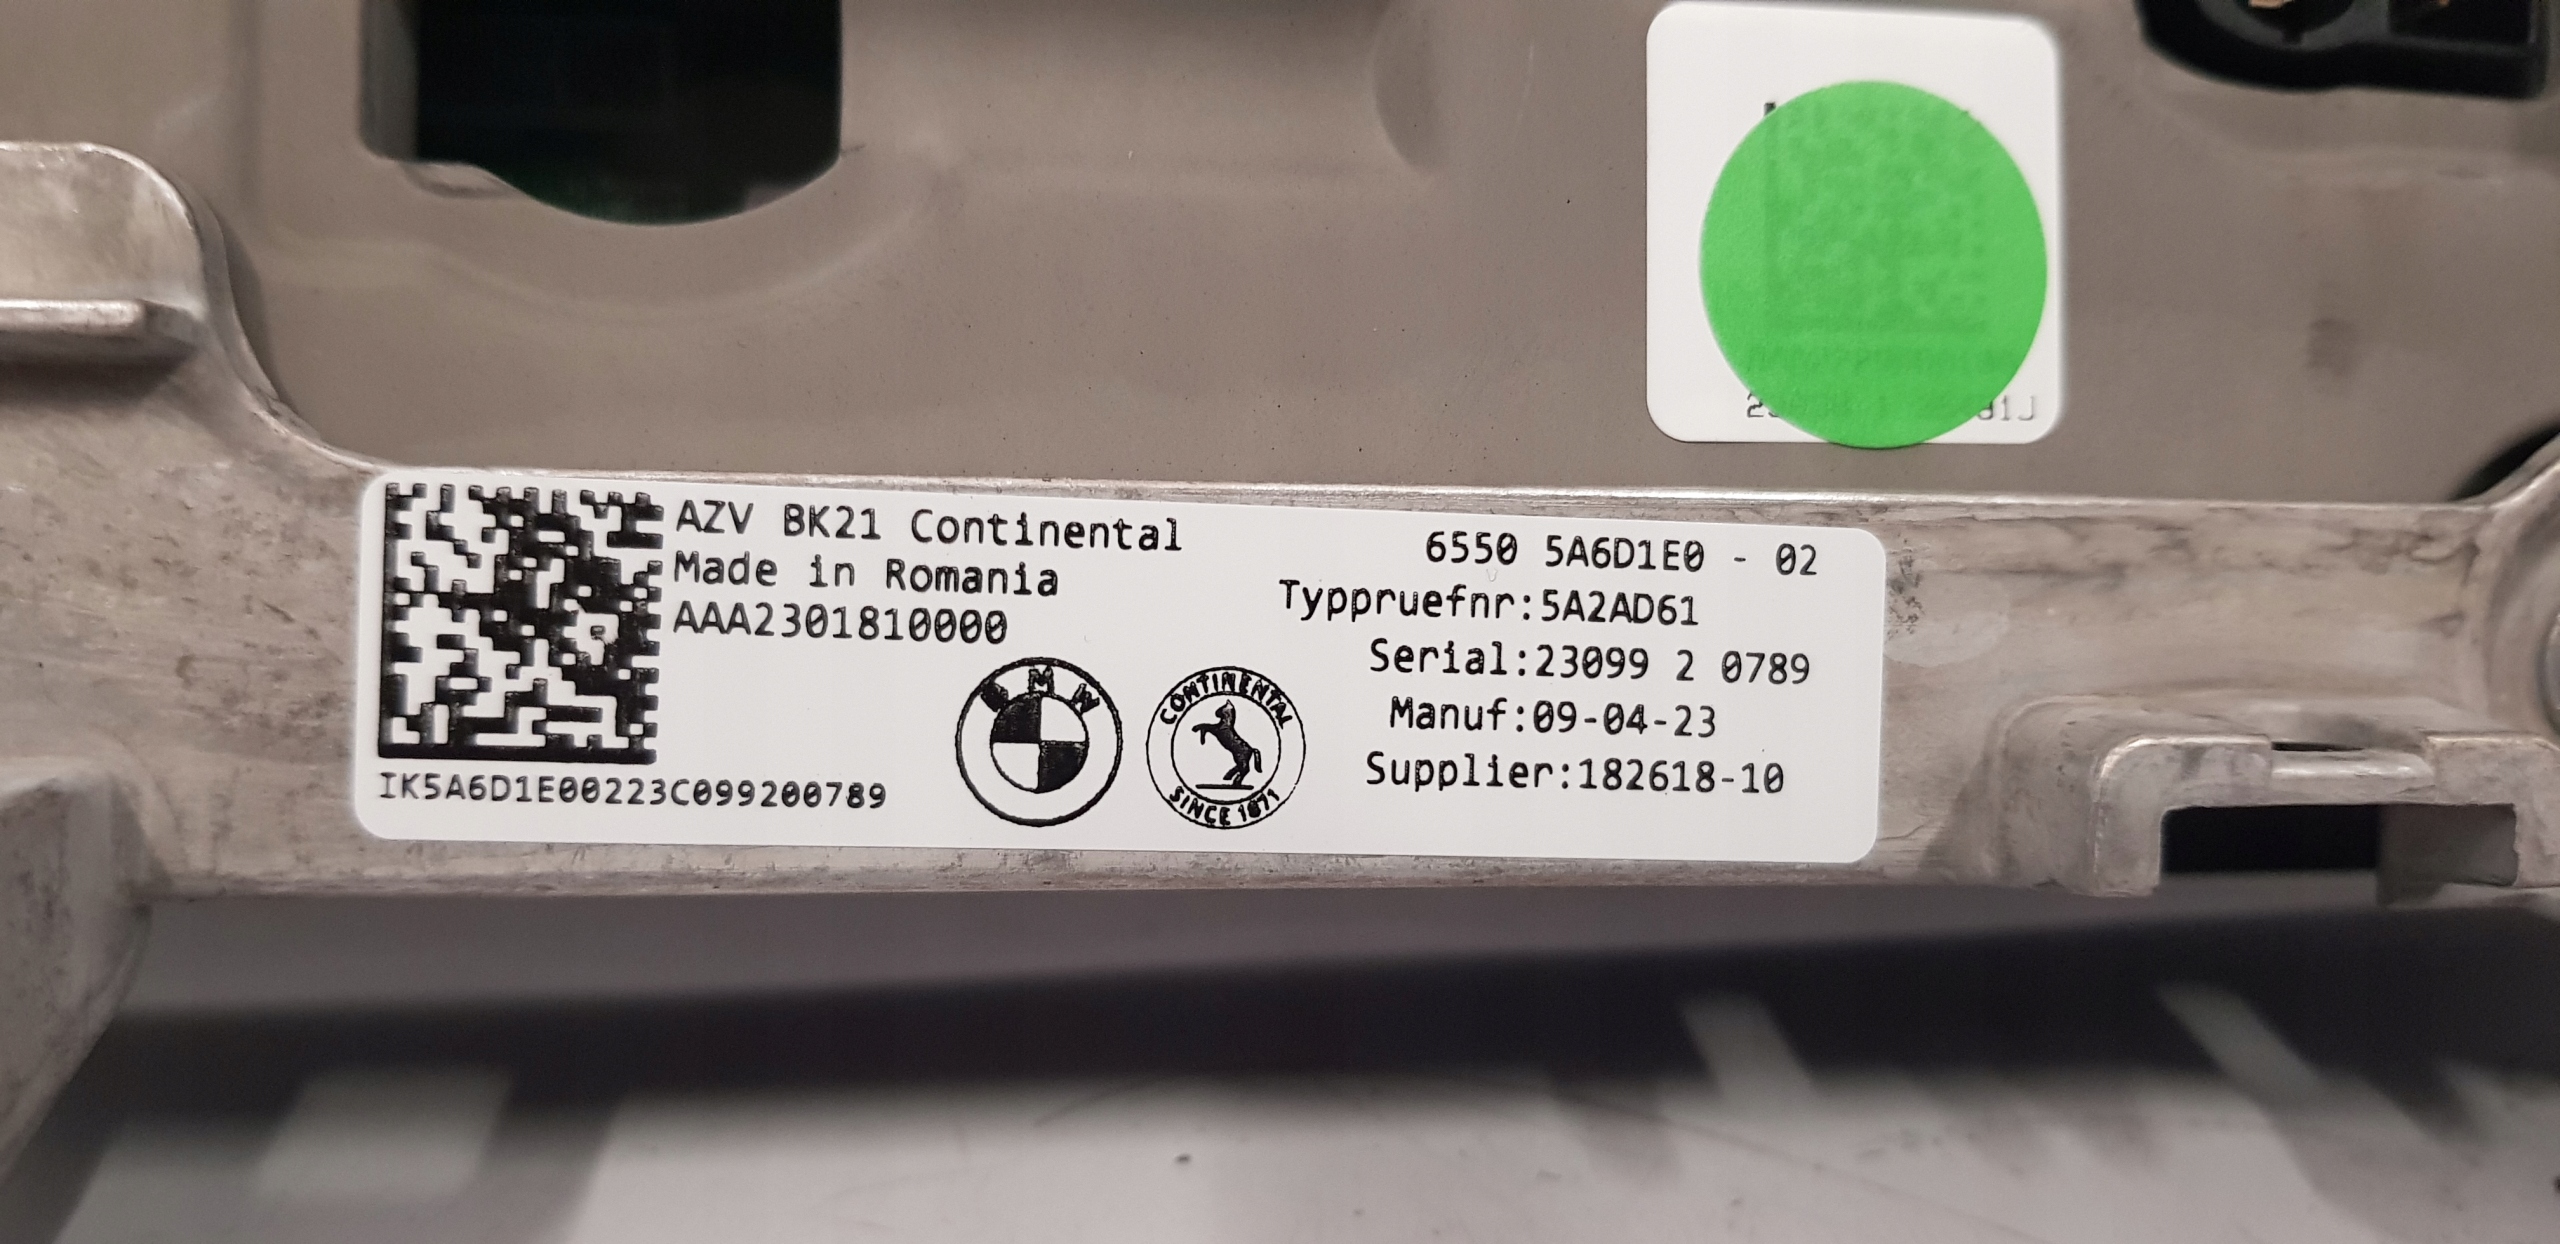 AZV BK21 Continental
Made in Romania
AAA2301810000
IK5A6D1E00223C099200789
BMW
CONTINENTAL
SINCE 1871
6550 5A6D1E0 - 02
Typpruefnr:5A2AD61
Serial:23099 2 0789
Manuf:09-04-23
Supplier:182618-10